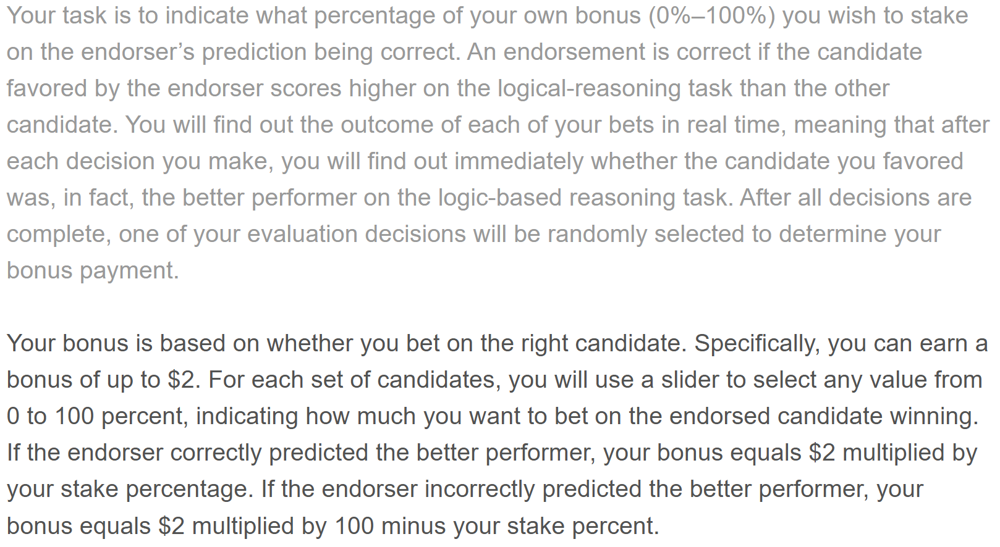 Your task is to indicate what percentage of your own bonus (0%–100%) you wish to stake
on the endorser’s prediction being correct. An endorsement is correct if the candidate
favored by the endorser scores higher on the logical-reasoning task than the other
candidate. You will find out the outcome of each of your bets in real time, meaning that after
each decision you make, you will find out immediately whether the candidate you favored
was, in fact, the better performer on the logic-based reasoning task. After all decisions are
complete, one of your evaluation decisions will be randomly selected to determine your
bonus payment.
Your bonus is based on whether you bet on the right candidate. Specifically, you can earn a
bonus of up to $2. For each set of candidates, you will use a slider to select any value from
0 to 100 percent, indicating how much you want to bet on the endorsed candidate winning.
If the endorser correctly predicted the better performer, your bonus equals $2 multiplied by
your stake percentage. If the endorser incorrectly predicted the better performer, your
bonus equals $2 multiplied by 100 minus your stake percent.